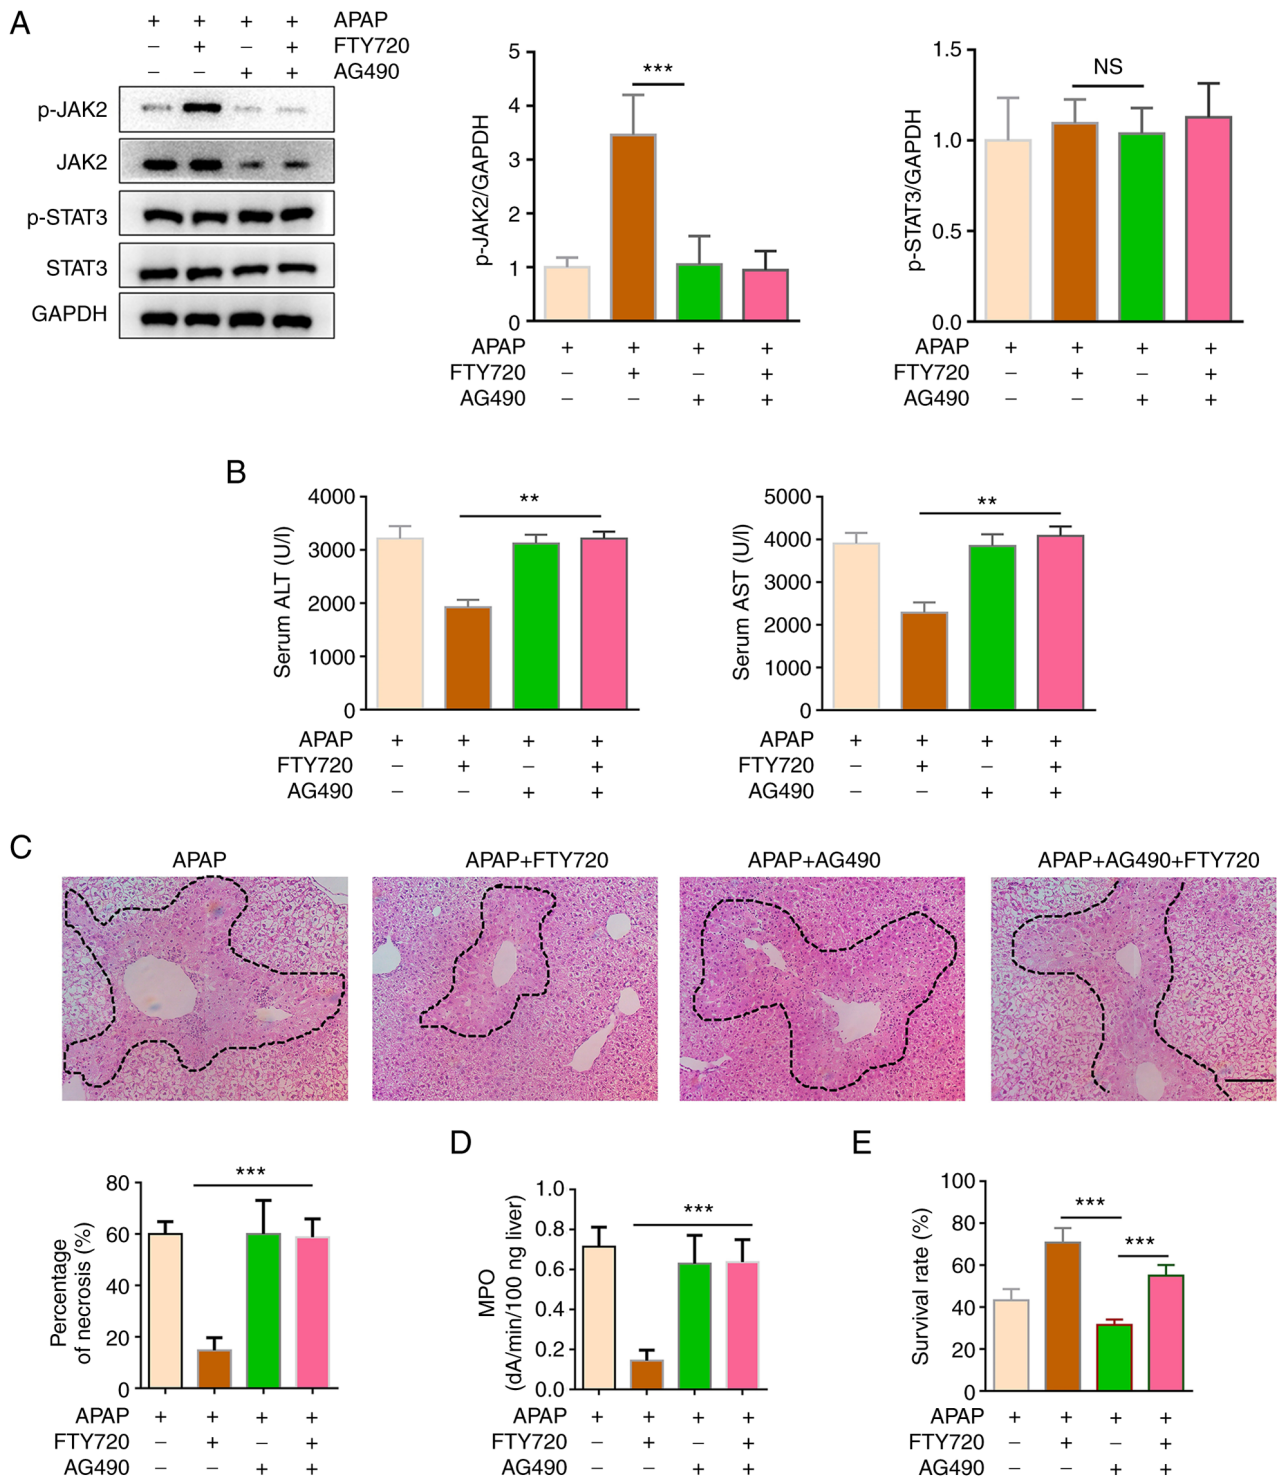 A
+ + + + APAP
− + − + FTY720
− − + + AG490
p-JAK2
JAK2
p-STAT3
STAT3
GAPDH
p-JAK2/GAPDH
5
4
3
2
1
0
***
APAP + + + +
FTY720 − + − +
AG490 − − + +
p-STAT3/GAPDH
1.5
1.0
0.5
0.0
NS
APAP + + + +
FTY720 − + − +
AG490 − − + +
B
Serum ALT (U/l)
4000
3000
2000
1000
0
**
APAP + + + +
FTY720 − + − +
AG490 − − + +
Serum AST (U/l)
5000
4000
3000
2000
1000
0
**
APAP + + + +
FTY720 − + − +
AG490 − − + +
C
APAP
APAP+FTY720
APAP+AG490
APAP+AG490+FTY720
Percentage
of necrosis (%)
80
60
40
20
0
***
APAP + + + +
FTY720 − + − +
AG490 − − + +
D
MPO
(dA/min/100 ng liver)
1.0
0.8
0.6
0.4
0.2
0.0
***
APAP + + + +
FTY720 − + − +
AG490 − − + +
E
Survival rate (%)
100
80
60
40
20
0
***
***
APAP + + + +
FTY720 − + − +
AG490 − − + +